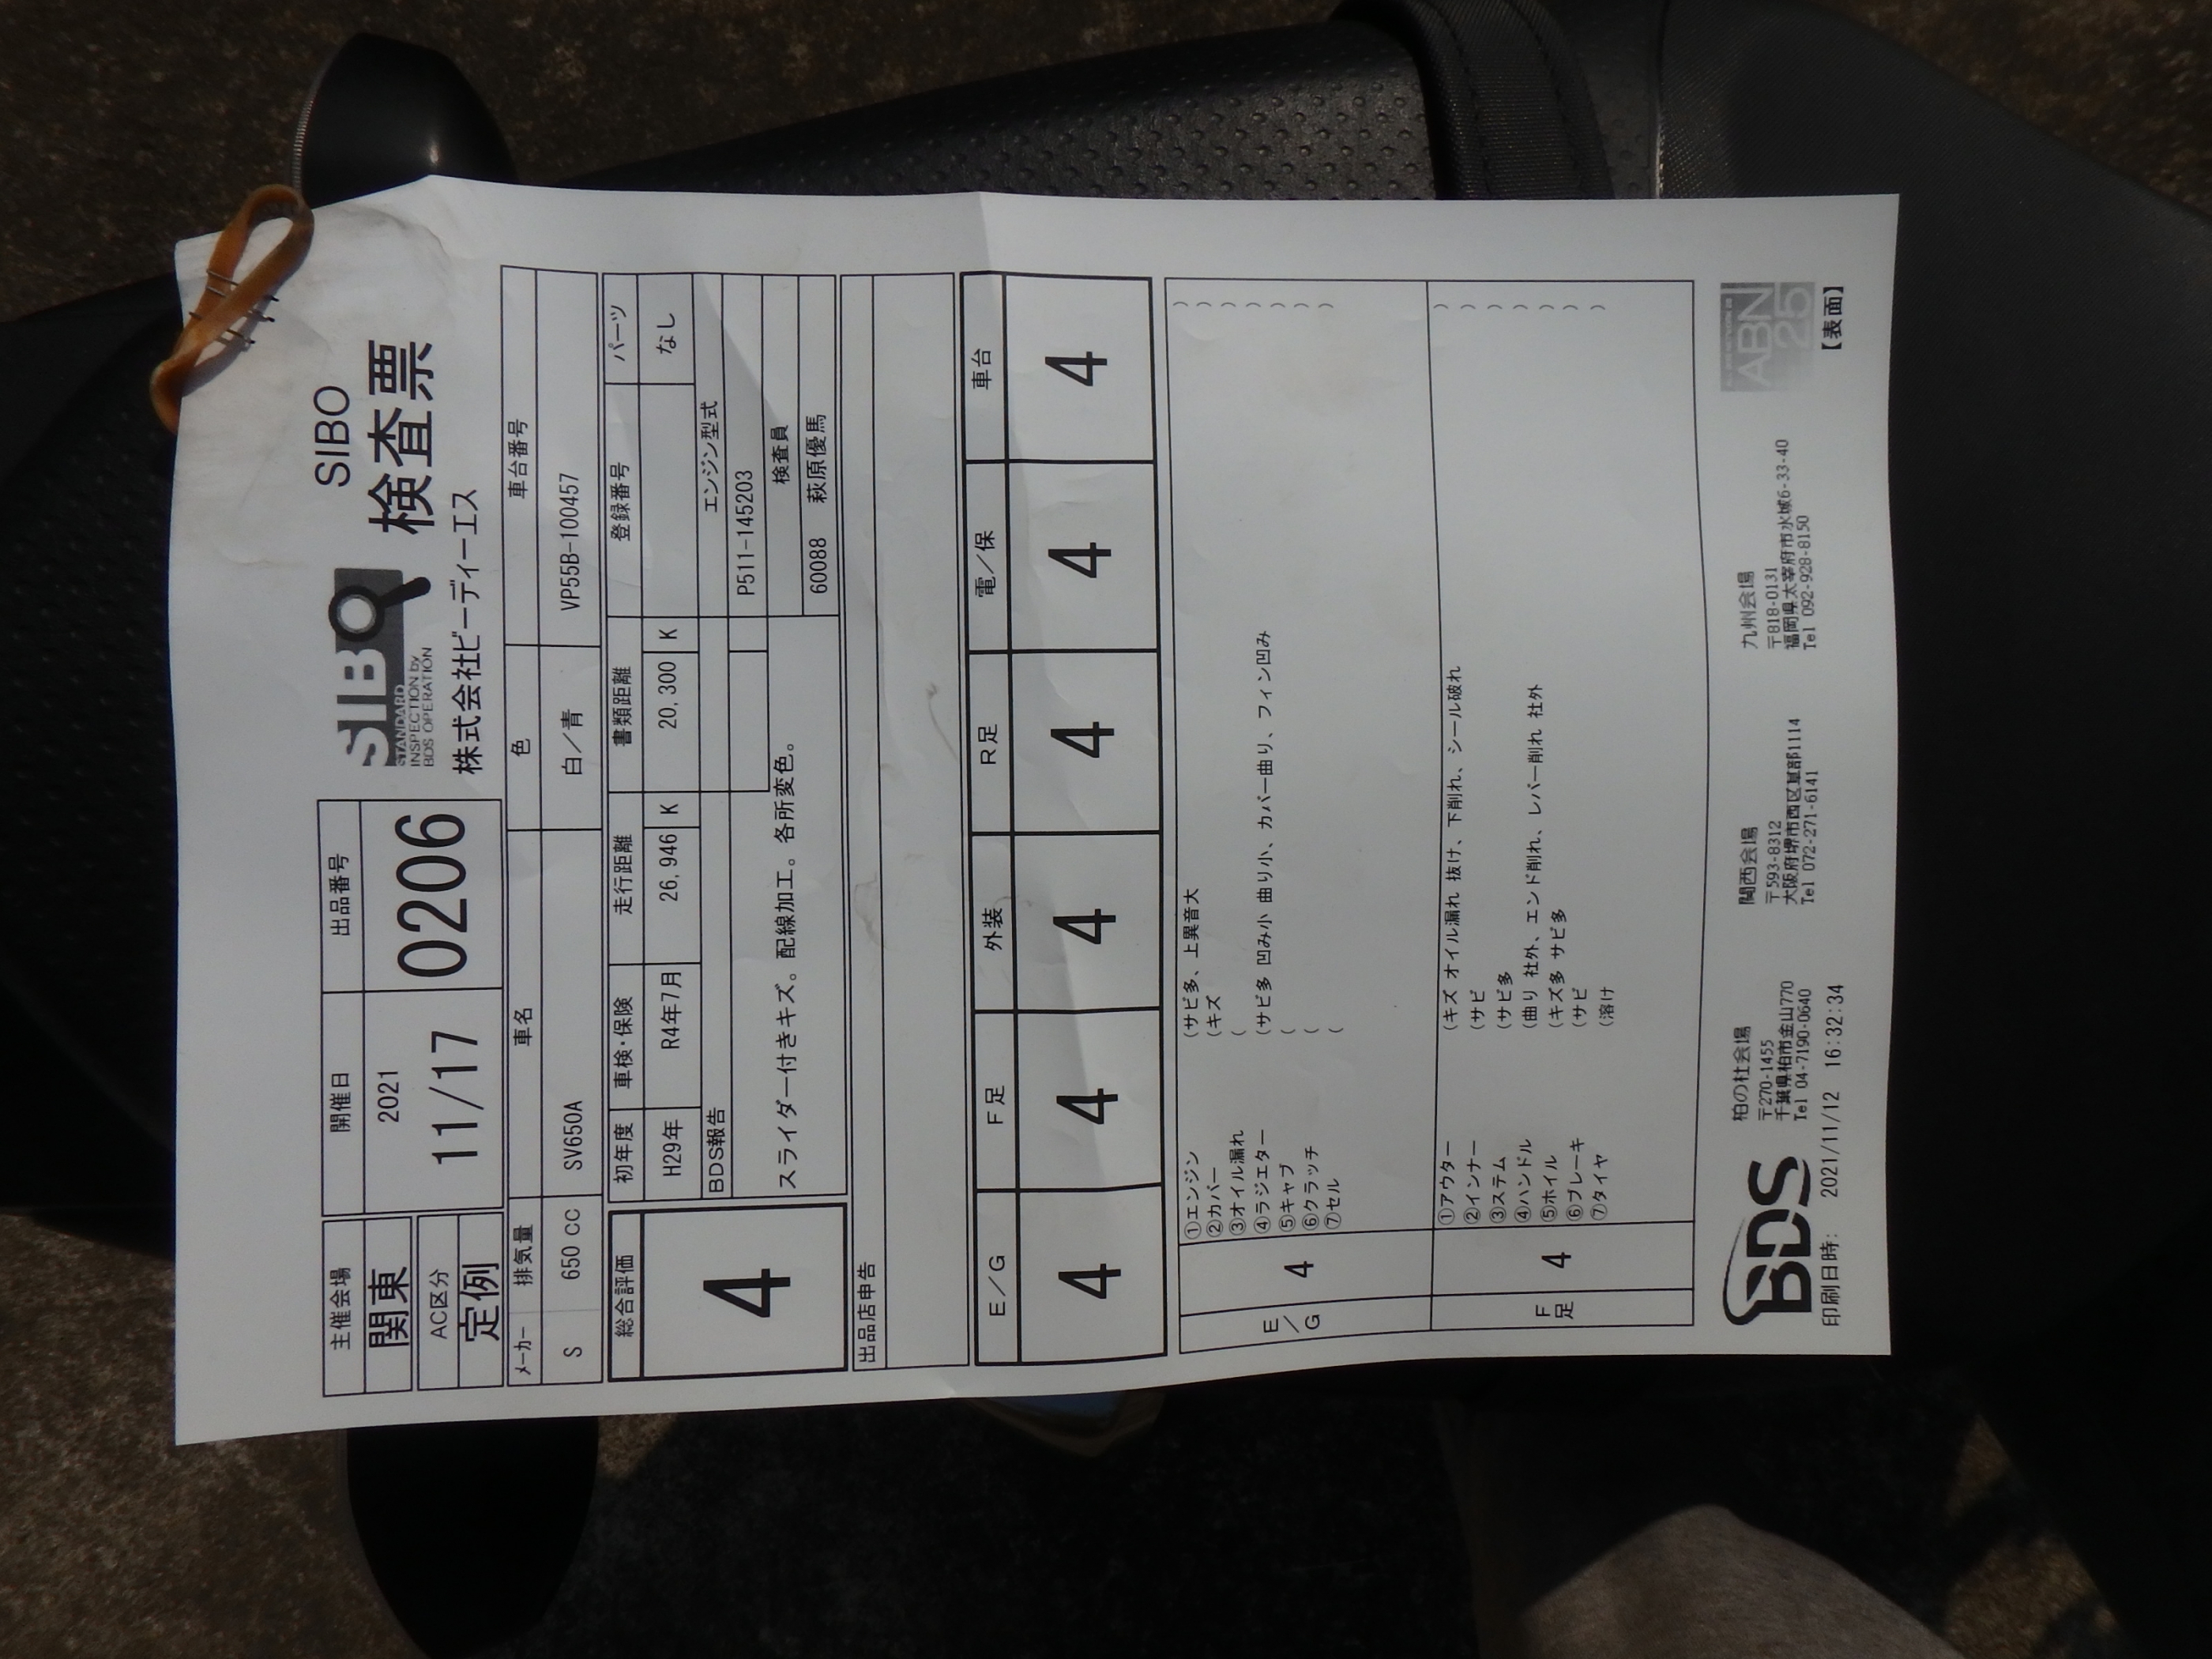 主催会場
開催日
出品番号
関東
2021
11/17
0206
AC区分
定例
SIBO
STANDARD
INSPECTION by
BDS OPERATION
SIBO
検査票
株式会社ビーディーエス
メーカー 排気量 車名 色 車台番号
S 650 cc SV650A 白／青 VP55B-100457
総合評価
4
初年度 車検・保険 走行距離 書類距離 登録番号 パーツ
H29年 R4年7月 26,946 K 20,300 K なし
BDS報告
エンジン型式
P511-145203
検査員
60088 萩原優馬
スライダー付きキズ。配線加工。各所変色。
出品店申告
E／G F足 外装 R足 電／保 車台
4 4 4 4 4 4
E／G
4
①エンジン (サビ多、上異音大 )
②カバー (キズ )
③オイル漏れ ( )
④ラジエター (サビ多 凹み小 曲り小、カバー曲り、フィン凹み )
⑤キャブ ( )
⑥クラッチ ( )
⑦セル ( )
F足
4
①アウター (キズ オイル漏れ 抜け、下削れ、シール破れ )
②インナー (サビ )
③ステム (サビ多 )
④ハンドル (曲り 社外、エンド削れ、レバー削れ 社外 )
⑤ホイル (キズ多 サビ多 )
⑥ブレーキ (サビ )
⑦タイヤ (溶け )
BDS
柏の杜会場
〒270-1455
千葉県柏市金山770
Tel 04-7190-0640
関西会場
〒593-8312
大阪府堺市西区草部1114
Tel 072-271-6141
九州会場
〒818-0131
福岡県太宰府市水城6-33-40
Tel 092-928-8150
ABN
25
印刷日時: 2021/11/12 16:32:34
【表面】